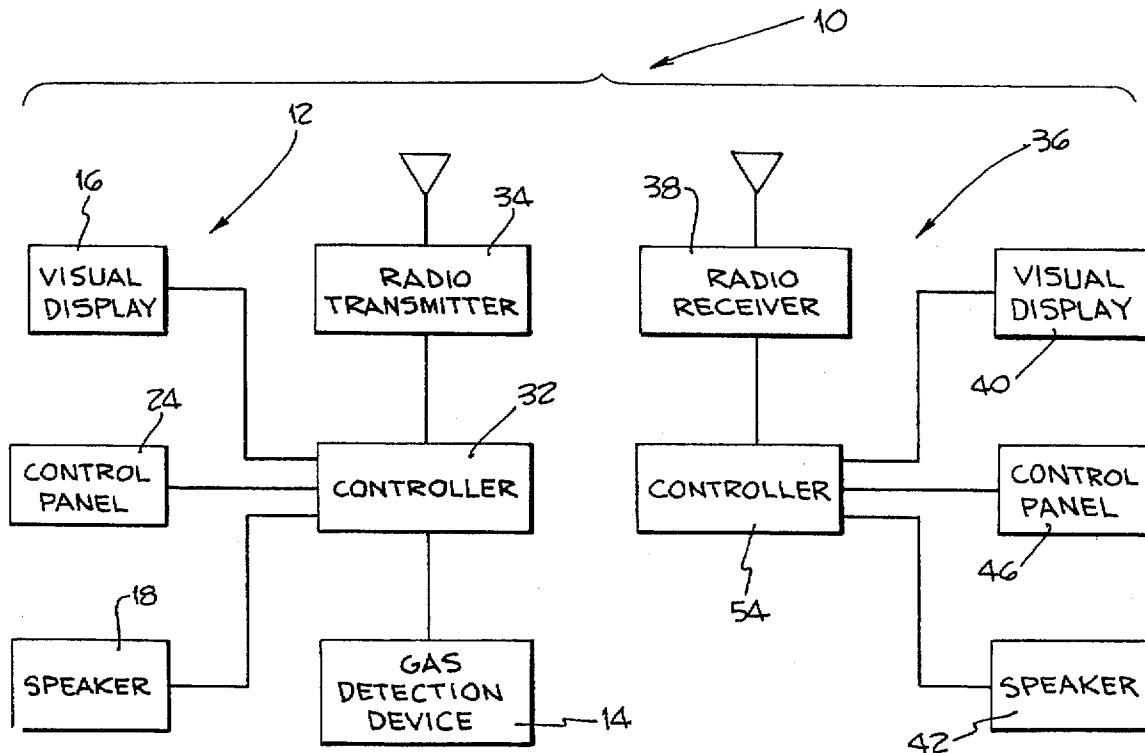 10
12
36
16
34
38
VISUAL
DISPLAY
RADIO
TRANSMITTER
RADIO
RECEIVER
VISUAL
DISPLAY
40
24
32
CONTROL
PANEL
CONTROLLER
CONTROLLER
CONTROL
PANEL
54
46
18
SPEAKER
GAS
DETECTION
DEVICE
14
SPEAKER
42